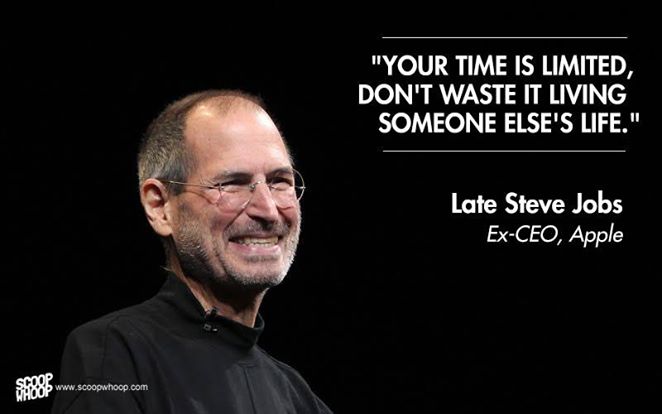 "YOUR TIME IS LIMITED,
DON'T WASTE IT LIVING
SOMEONE ELSE'S LIFE."
Late Steve Jobs
Ex-CEO, Apple
SCOOP
WHOOP
www.scoopwhoop.com